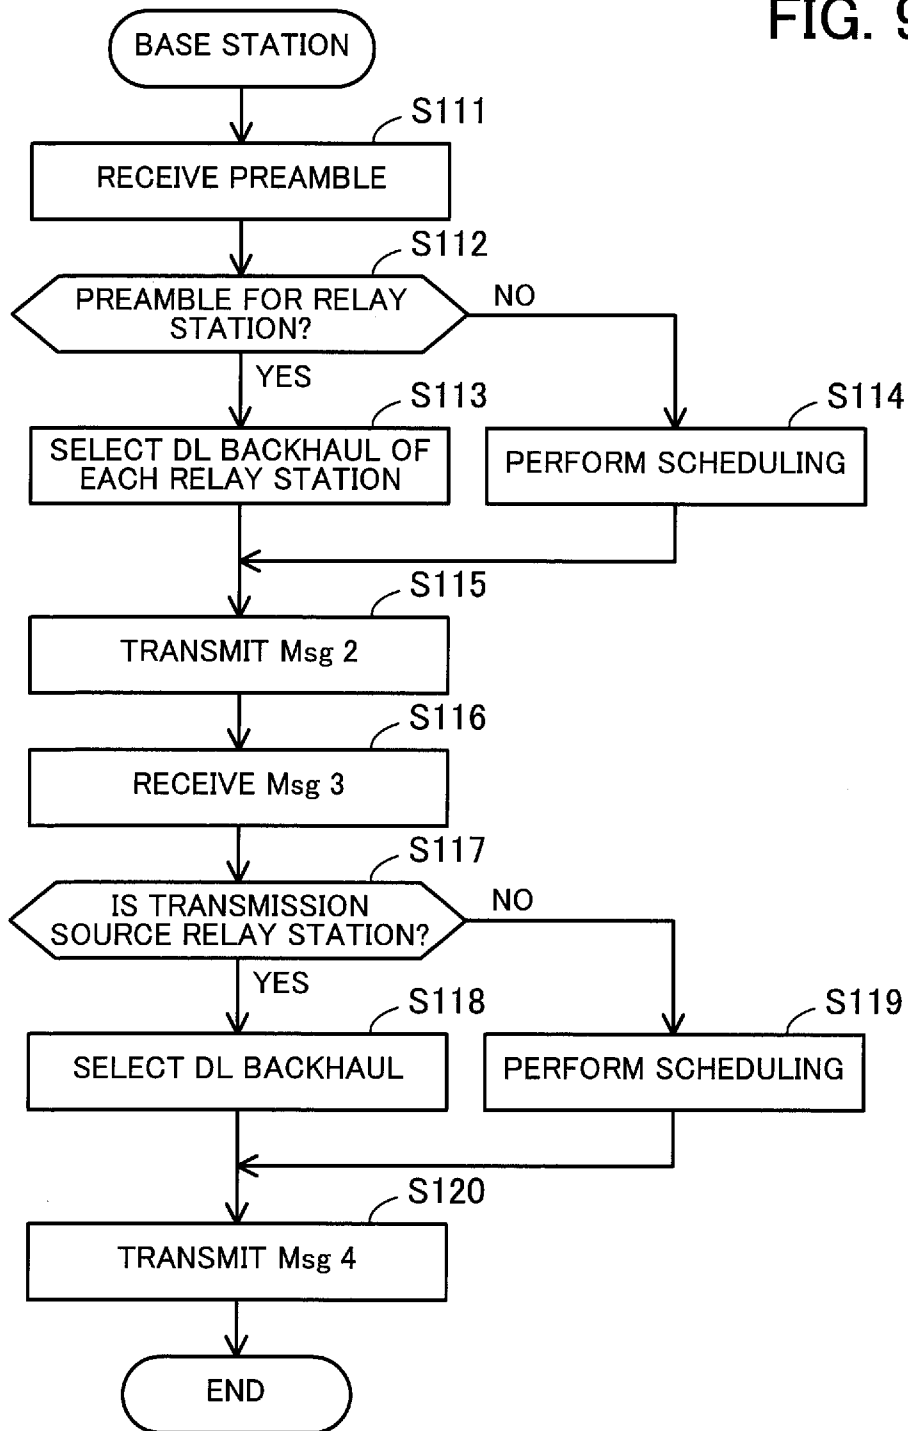 FIG. 9
BASE STATION
S111
RECEIVE PREAMBLE
S112
PREAMBLE FOR RELAY
STATION?
NO
YES
S113
SELECT DL BACKHAUL OF
EACH RELAY STATION
S114
PERFORM SCHEDULING
S115
TRANSMIT Msg 2
S116
RECEIVE Msg 3
S117
IS TRANSMISSION
SOURCE RELAY STATION?
NO
YES
S118
SELECT DL BACKHAUL
S119
PERFORM SCHEDULING
S120
TRANSMIT Msg 4
END